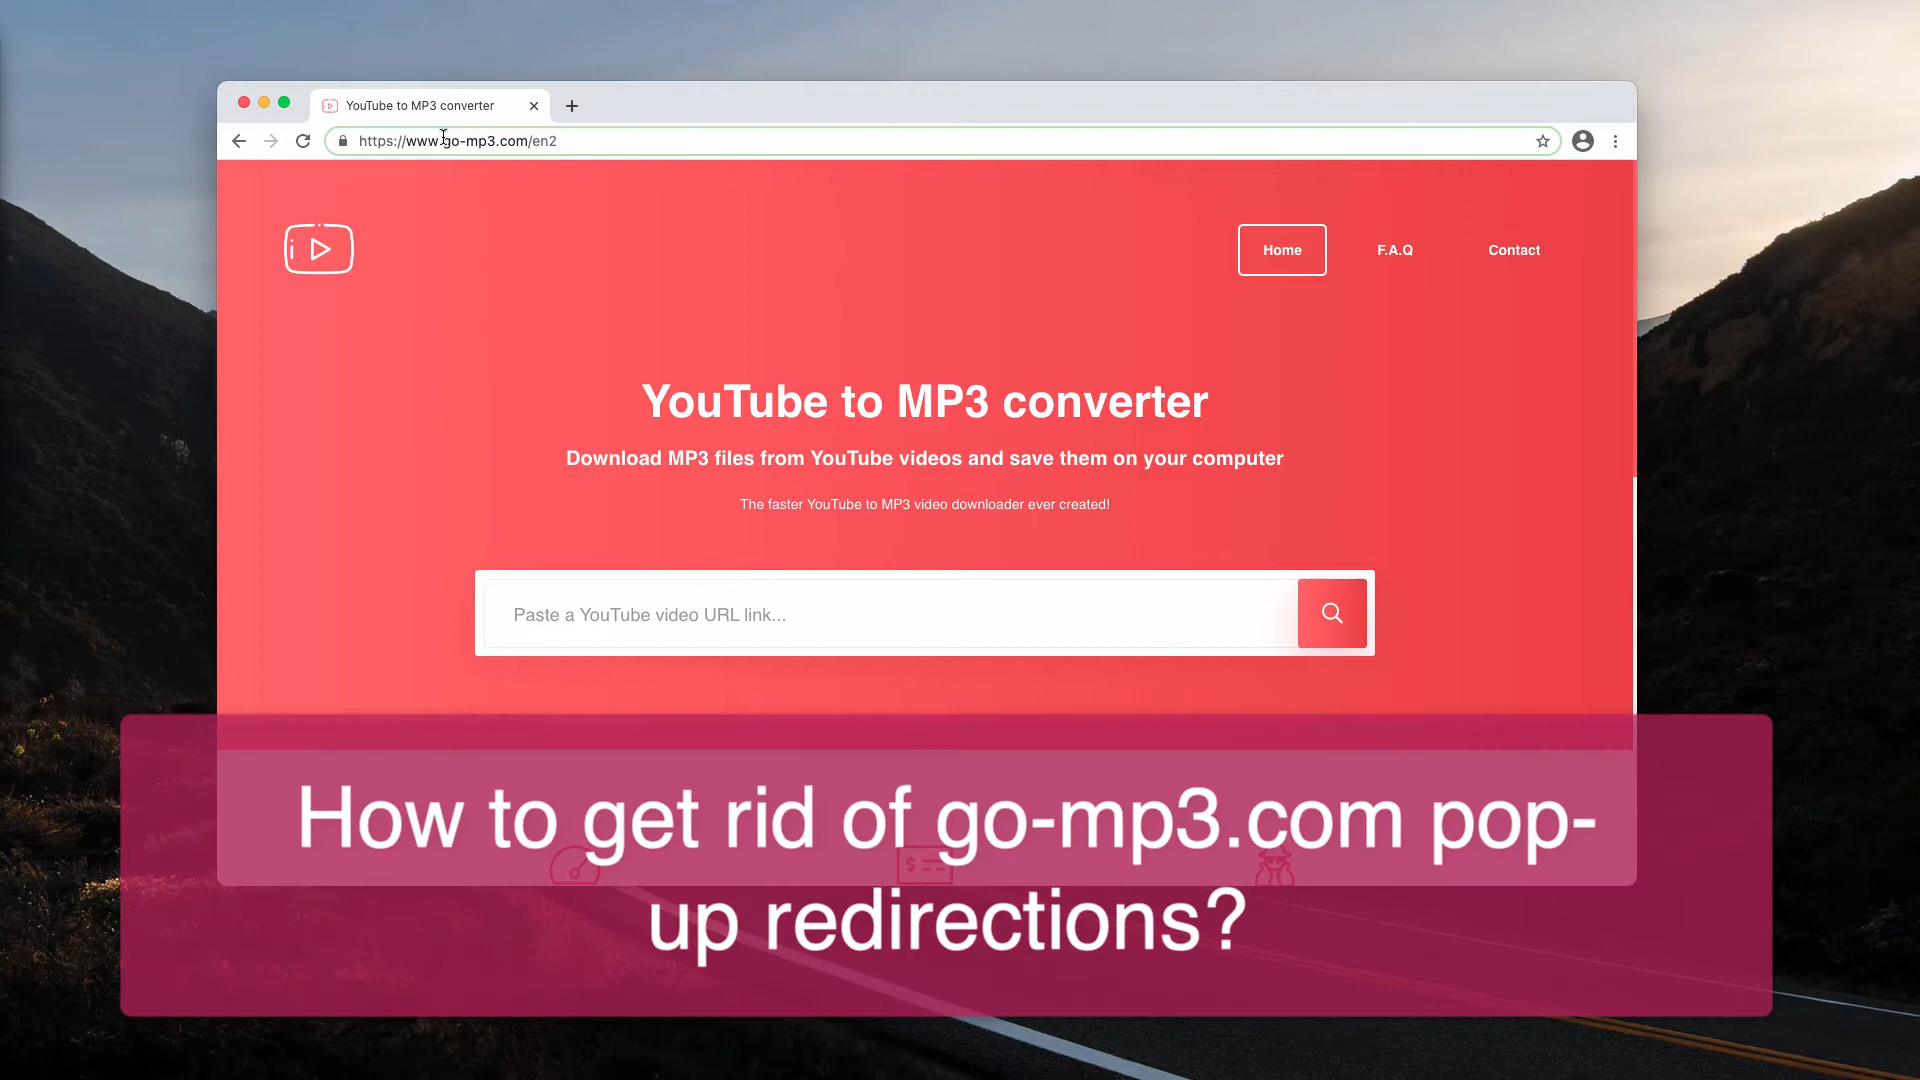 YouTube to MP3 converter
https://www.go-mp3.com/en2
Home
F.A.Q
Contact
YouTube to MP3 converter
Download MP3 files from YouTube videos and save them on your computer
The faster YouTube to MP3 video downloader ever created!
Paste a YouTube video URL link...
How to get rid of go-mp3.com pop-
up redirections?